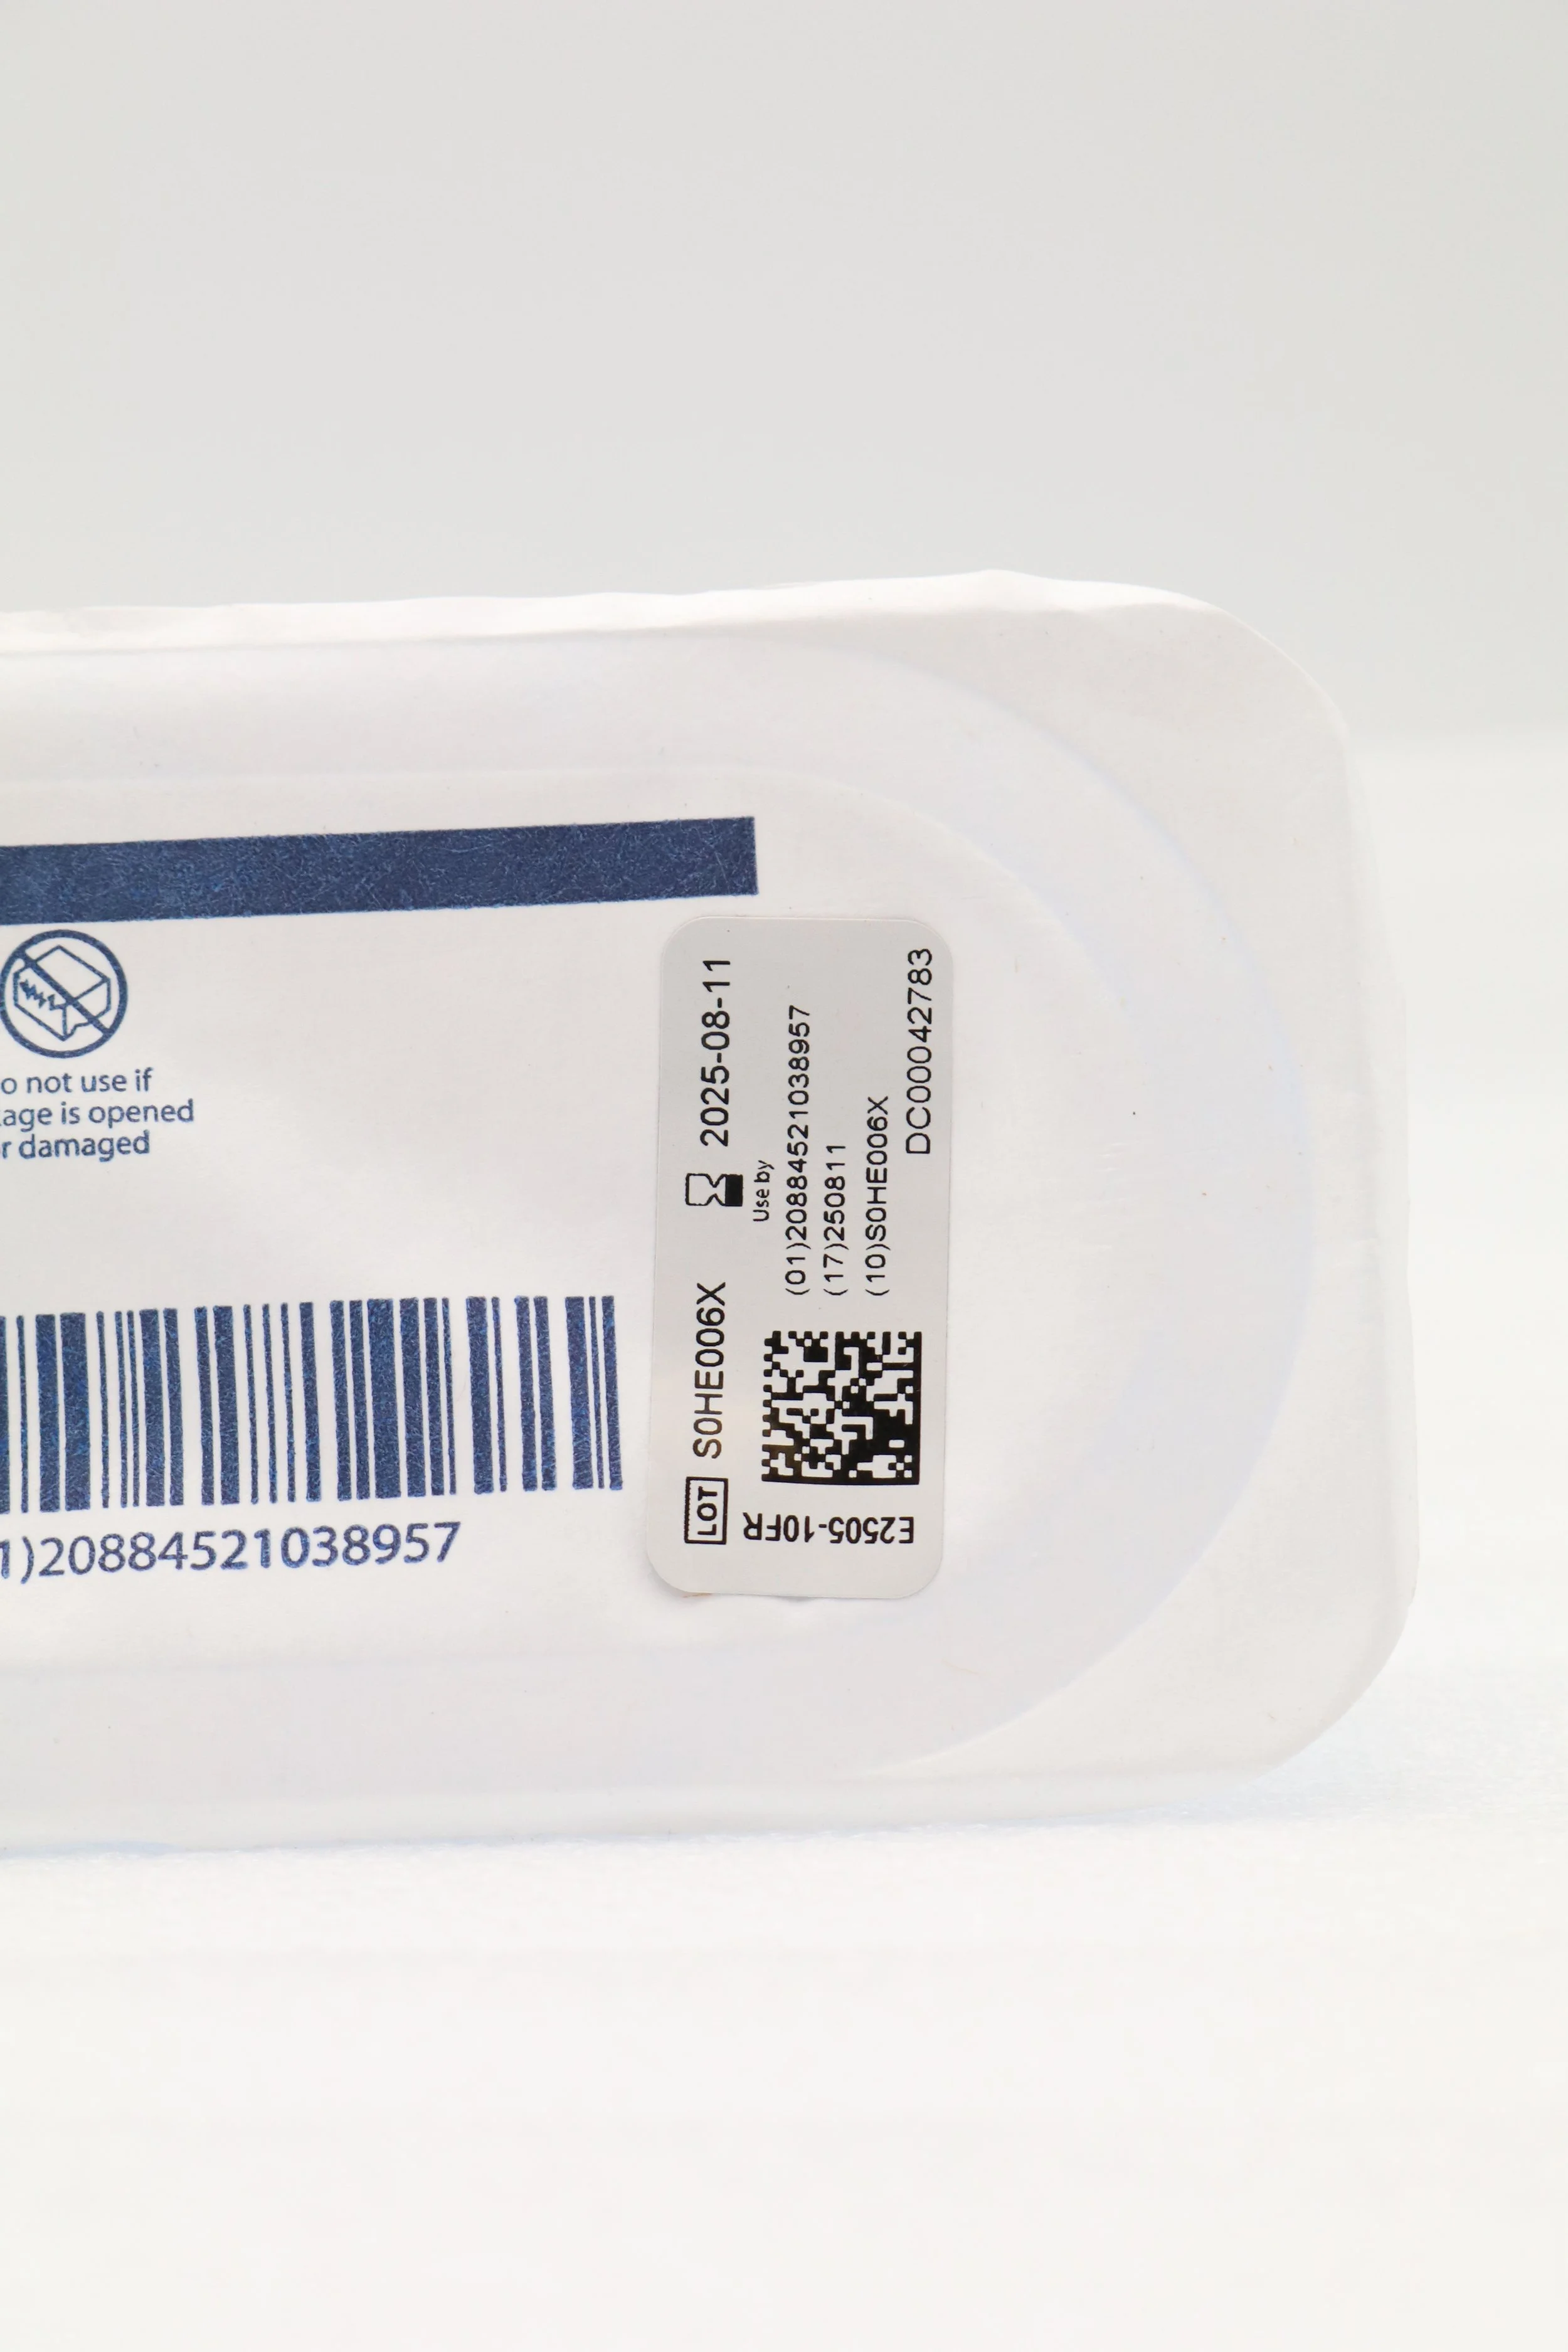 o not use if
age is opened
r damaged
1)20884521038957
LOT S0HE006X 2025-08-11
Use by
(01)20884521038957
(17)250811
(10)S0HE006X
DC00042783
E2505-10FR